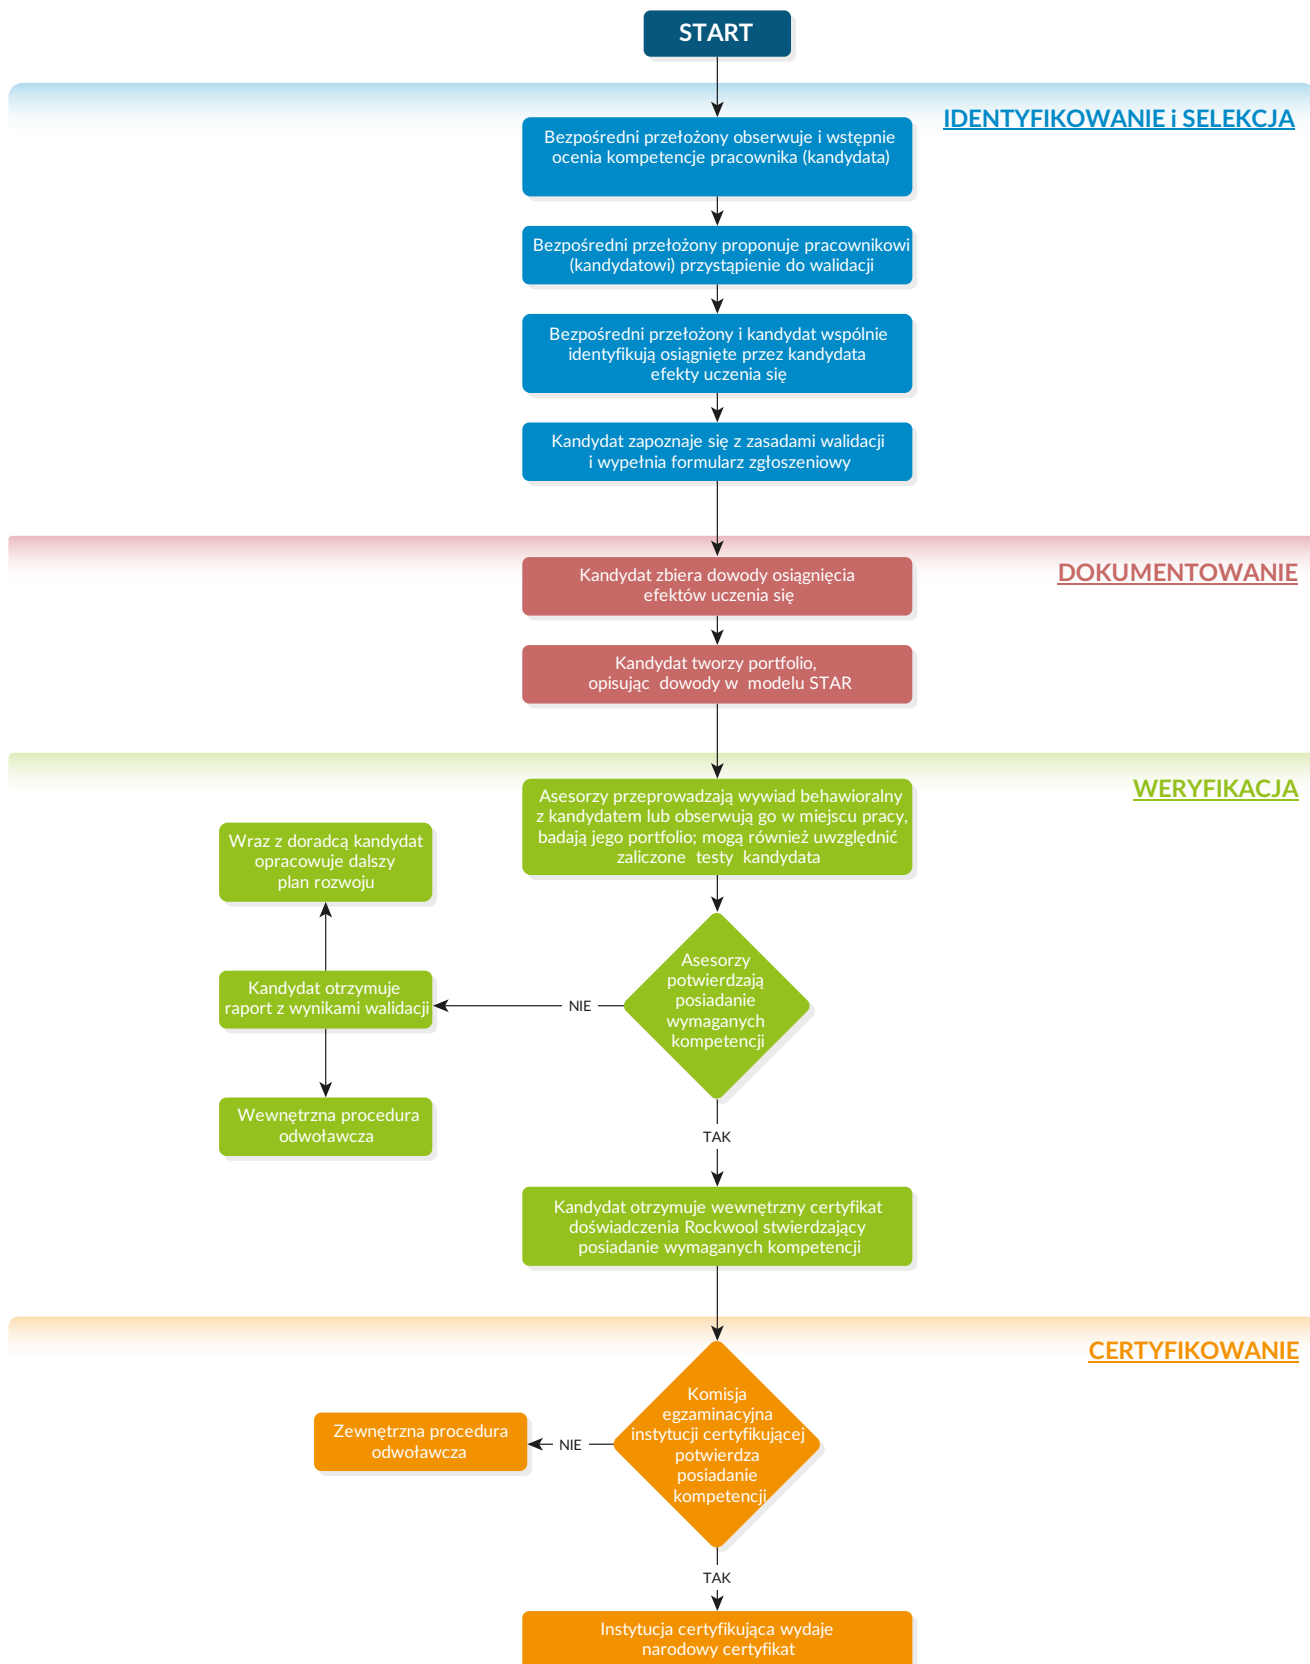 START
IDENTYFIKOWANIE i SELEKCJA
Bezpośredni przełożony obserwuje i wstępnie
ocenia kompetencje pracownika (kandydata)
Bezpośredni przełożony proponuje pracownikowi
(kandydatowi) przystąpienie do walidacji
Bezpośredni przełożony i kandydat wspólnie
identyfikują osiągnięte przez kandydata
efekty uczenia się
Kandydat zapoznaje się z zasadami walidacji
i wypełnia formularz zgłoszeniowy
DOKUMENTOWANIE
Kandydat zbiera dowody osiągnięcia
efektów uczenia się
Kandydat tworzy portfolio,
opisując dowody w modelu STAR
WERYFIKACJA
Asesorzy przeprowadzają wywiad behawioralny
z kandydatem lub obserwują go w miejscu pracy,
badają jego portfolio; mogą również uwzględnić
zaliczone testy kandydata
Wraz z doradcą kandydat
opracowuje dalszy
plan rozwoju
Asesorzy
potwierdzają
posiadanie
wymaganych
kompetencji
NIE
Kandydat otrzymuje
raport z wynikami walidacji
Wewnętrzna procedura
odwoławcza
TAK
Kandydat otrzymuje wewnętrzny certyfikat
doświadczenia Rockwool stwierdzający
posiadanie wymaganych kompetencji
CERTYFIKOWANIE
Komisja
egzaminacyjna
instytucji certyfikującej
potwierdza
posiadanie
kompetencji
NIE
Zewnętrzna procedura
odwoławcza
TAK
Instytucja certyfikująca wydaje
narodowy certyfikat